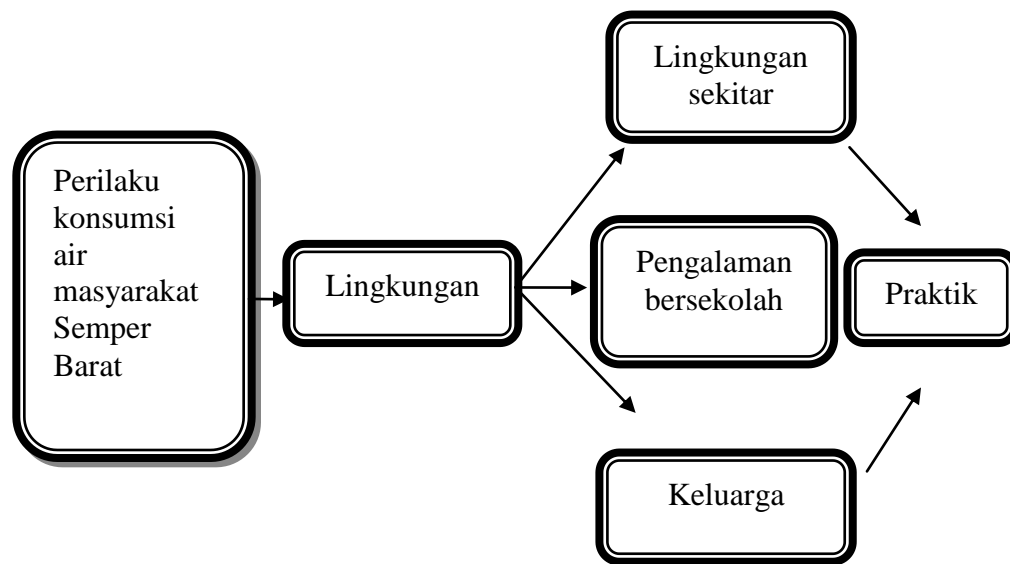 Perilaku
konsumsi
air
masyarakat
Semper
Barat
Lingkungan
Lingkungan
sekitar
Pengalaman
bersekolah
Keluarga
Praktik